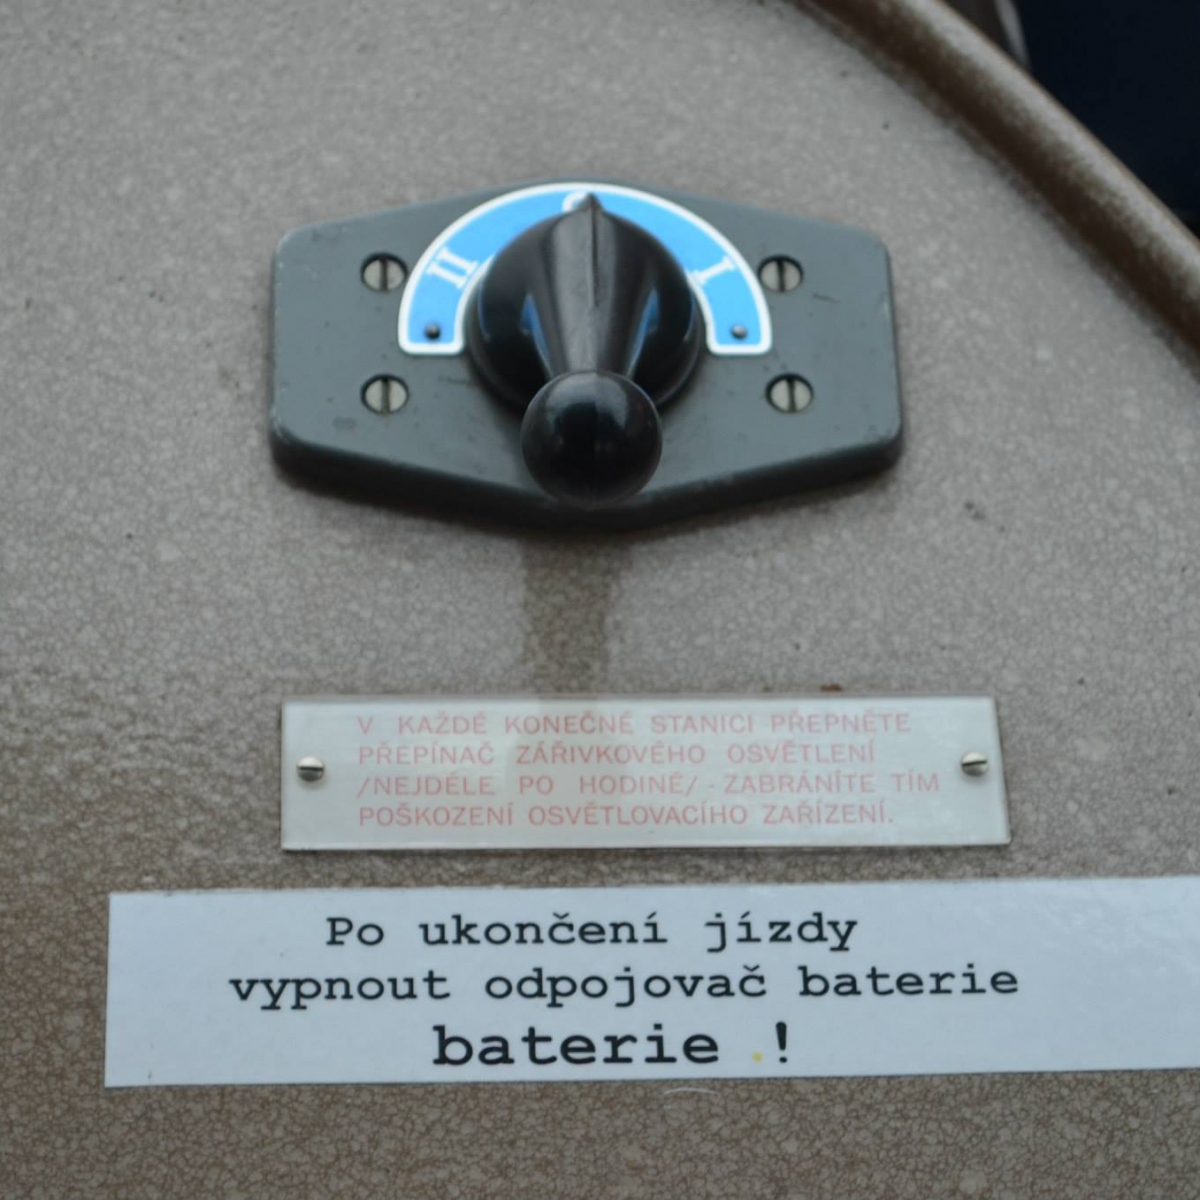 II I
V KAŽDÉ KONEČNÉ STANICI PŘEPNĚTE
PŘEPÍNAČ ZÁŘIVKOVÉHO OSVĚTLENÍ
/NEJDÉLE PO HODINĚ/ - ZABRÁNÍTE TÍM
POŠKOZENÍ OSVĚTLOVACÍHO ZAŘÍZENÍ.
Po ukončení jízdy
vypnout odpojovač baterie
baterie !